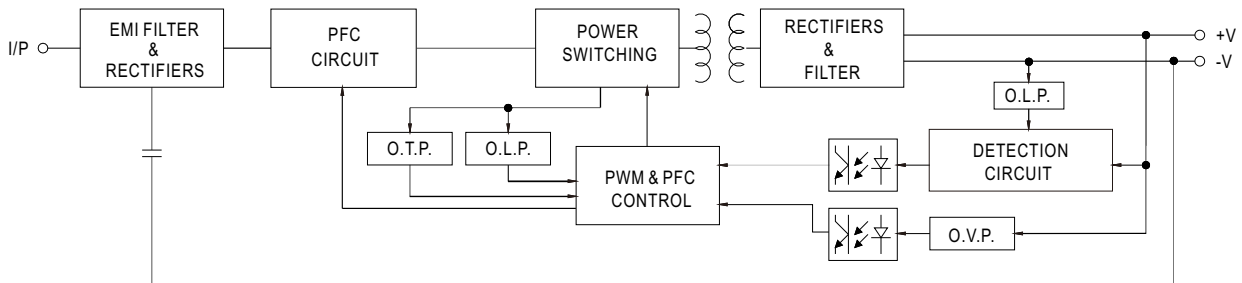 I/P
EMI FILTER
&
RECTIFIERS
PFC
CIRCUIT
POWER
SWITCHING
RECTIFIERS
&
FILTER
+V
-V
O.L.P.
O.T.P.
O.L.P.
PWM & PFC
CONTROL
DETECTION
CIRCUIT
O.V.P.